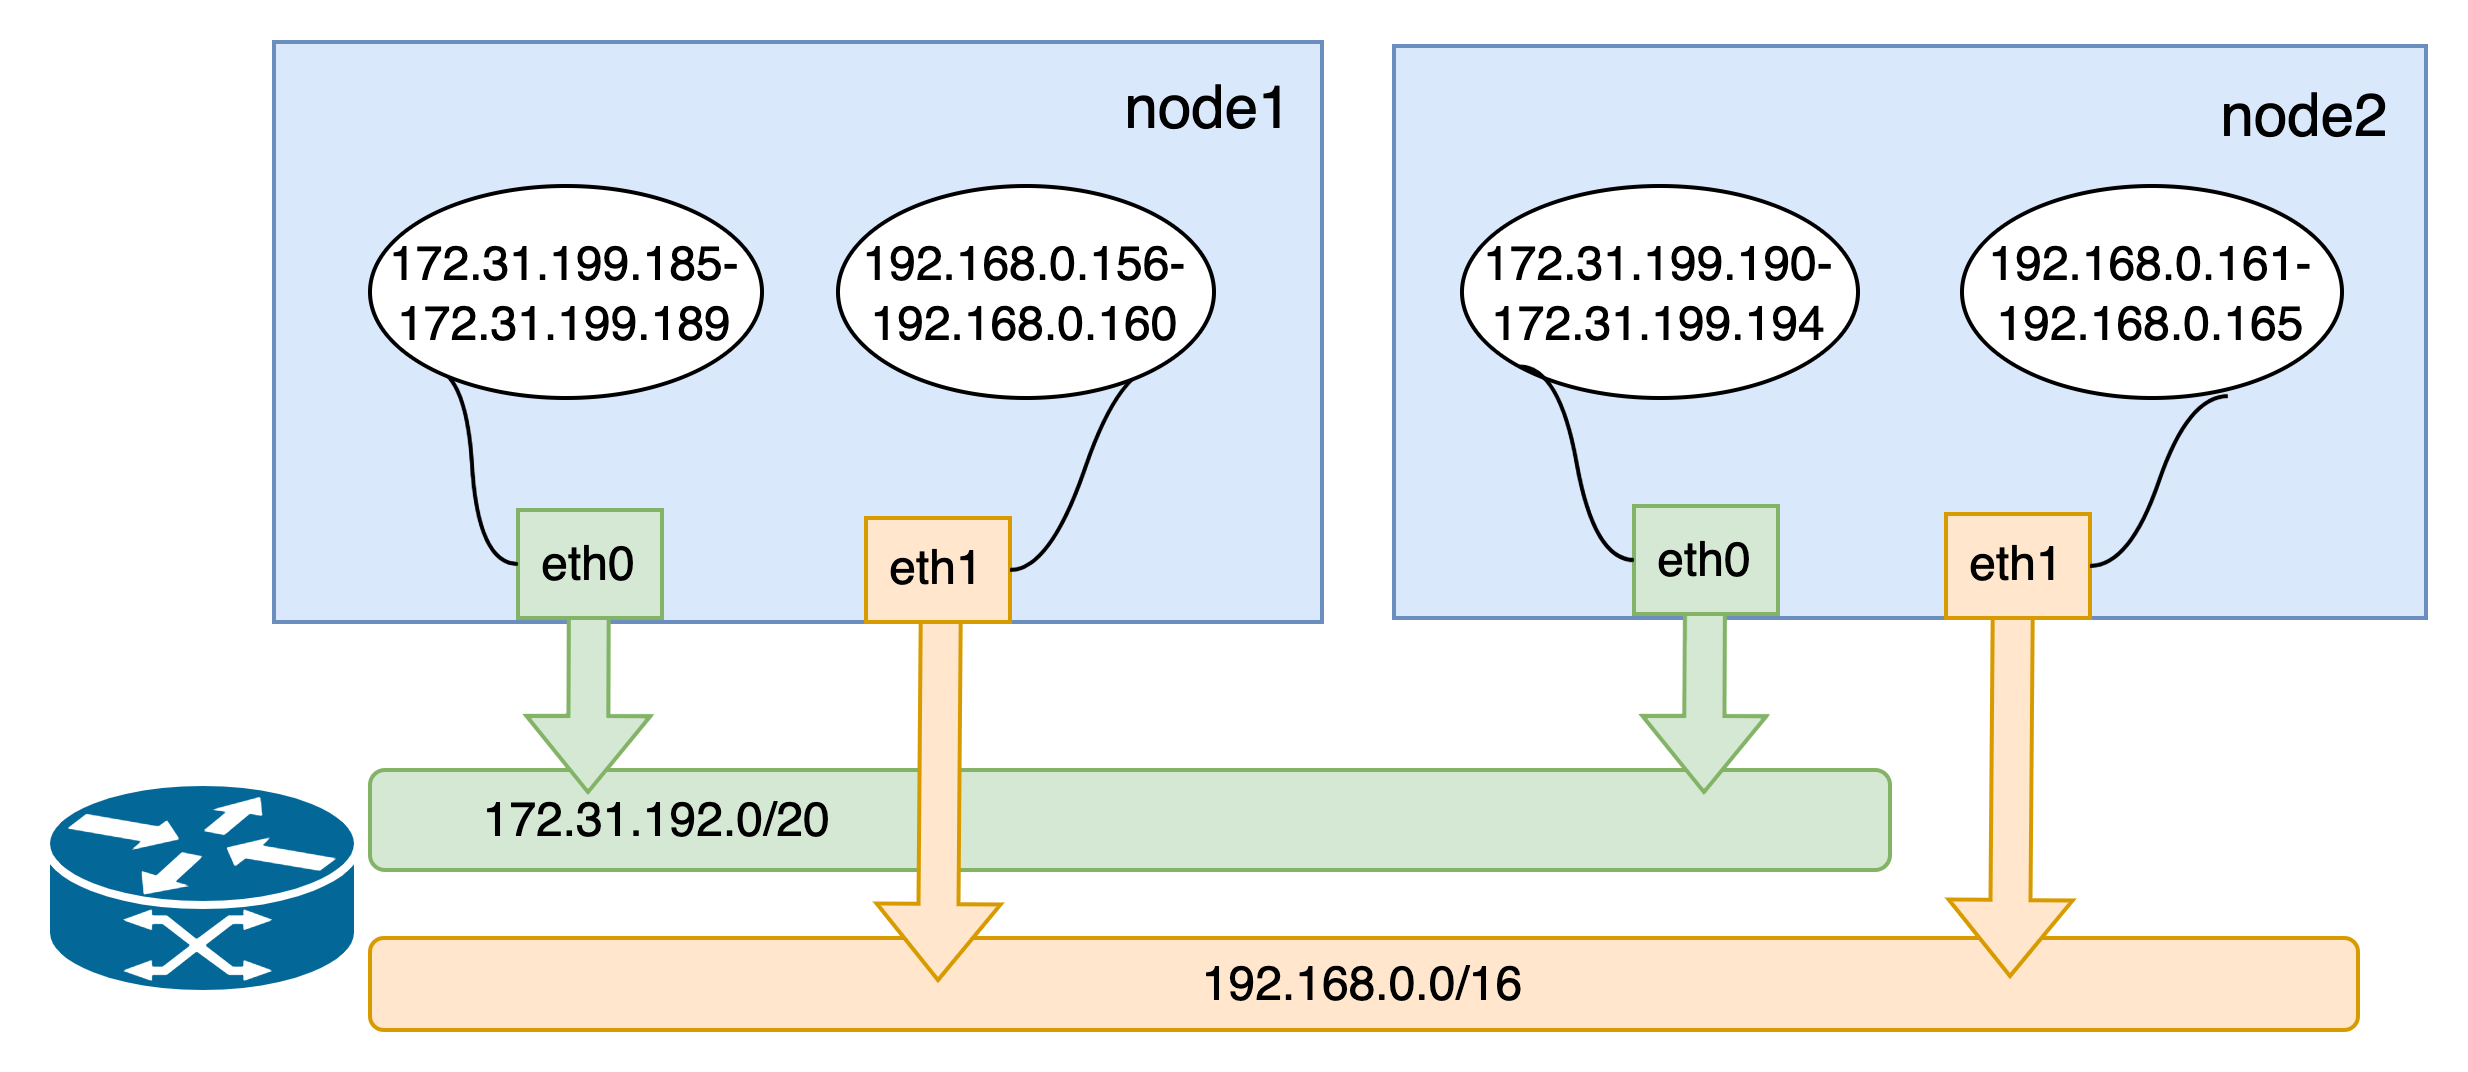 node1
172.31.199.185-
172.31.199.189
192.168.0.156-
192.168.0.160
eth0
eth1
node2
172.31.199.190-
172.31.199.194
192.168.0.161-
192.168.0.165
eth0
eth1
172.31.192.0/20
192.168.0.0/16